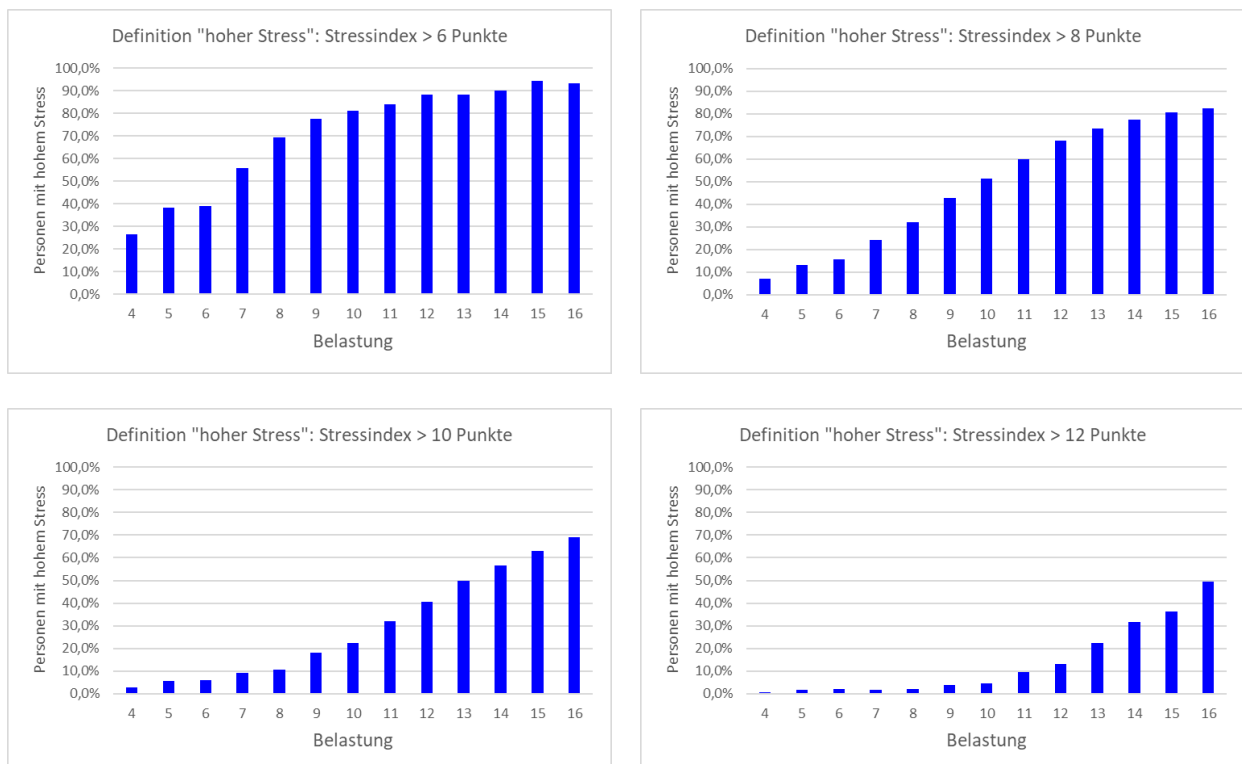 Definition "hoher Stress": Stressindex > 6 Punkte
Personen mit hohem Stress
100,0%
90,0%
80,0%
70,0%
60,0%
50,0%
40,0%
30,0%
20,0%
10,0%
0,0%
4 5 6 7 8 9 10 11 12 13 14 15 16
Belastung
Definition "hoher Stress": Stressindex > 8 Punkte
Personen mit hohem Stress
100,0%
90,0%
80,0%
70,0%
60,0%
50,0%
40,0%
30,0%
20,0%
10,0%
0,0%
4 5 6 7 8 9 10 11 12 13 14 15 16
Belastung
Definition "hoher Stress": Stressindex > 10 Punkte
Personen mit hohem Stress
100,0%
90,0%
80,0%
70,0%
60,0%
50,0%
40,0%
30,0%
20,0%
10,0%
0,0%
4 5 6 7 8 9 10 11 12 13 14 15 16
Belastung
Definition "hoher Stress": Stressindex > 12 Punkte
Personen mit hohem Stress
100,0%
90,0%
80,0%
70,0%
60,0%
50,0%
40,0%
30,0%
20,0%
10,0%
0,0%
4 5 6 7 8 9 10 11 12 13 14 15 16
Belastung